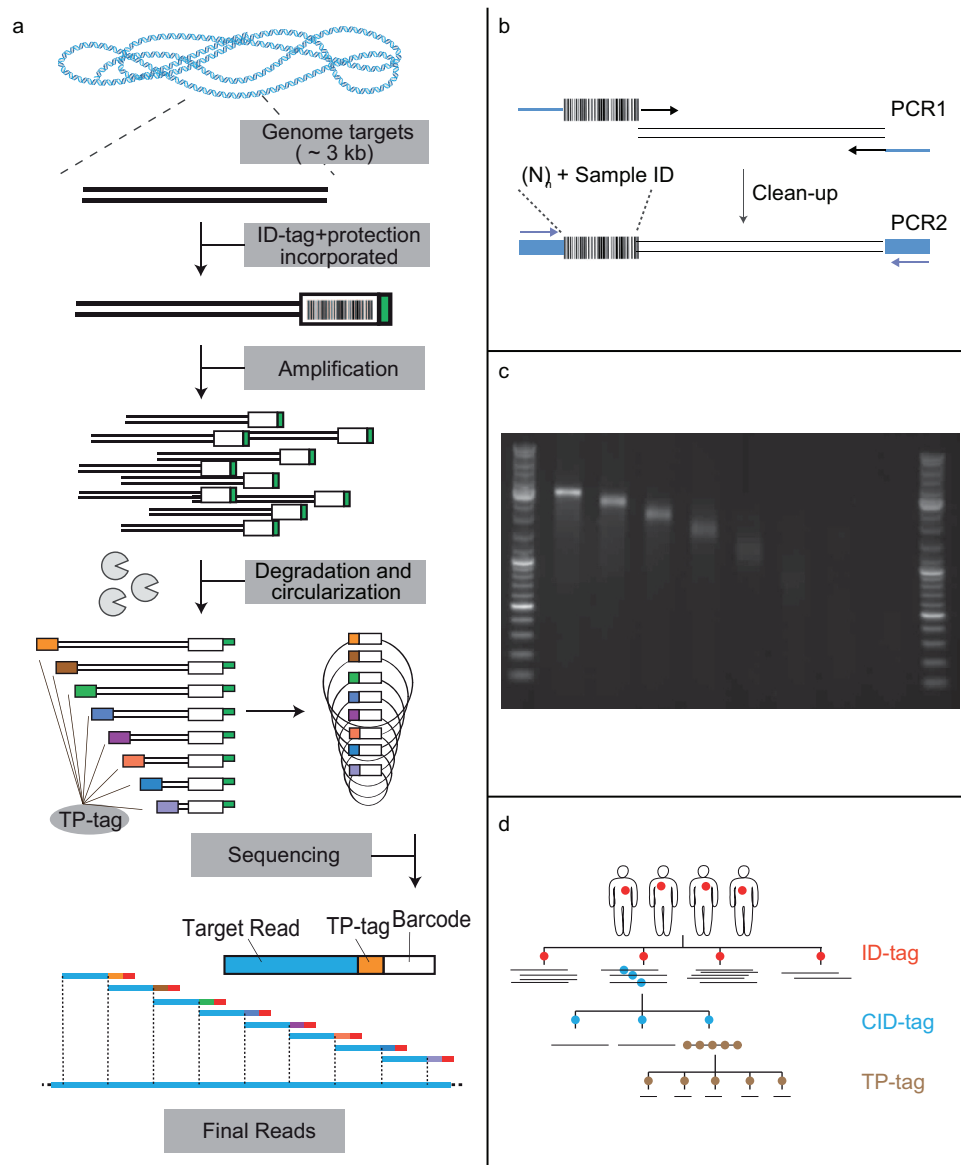 a
Genome targets
( ~ 3 kb)
ID-tag+protection
incorporated
Amplification
Degradation and
circularization
TP-tag
Sequencing
Target Read
TP-tag
Barcode
Final Reads
b
PCR1
(N)n + Sample ID
Clean-up
PCR2
c
d
ID-tag
CID-tag
TP-tag